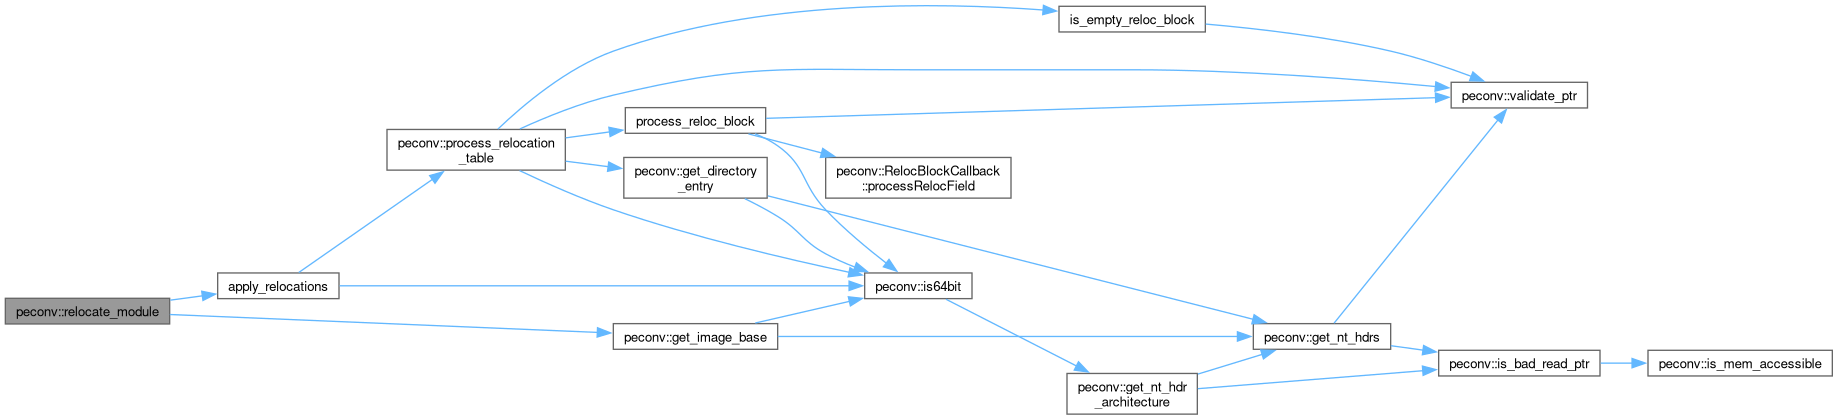 is_empty_reloc_block
peconv::validate_ptr
process_reloc_block
peconv::process_relocation
_table
peconv::get_directory
_entry
peconv::RelocBlockCallback
::processRelocField
apply_relocations
peconv::is64bit
peconv::relocate_module
peconv::get_image_base
peconv::get_nt_hdrs
peconv::is_bad_read_ptr
peconv::is_mem_accessible
peconv::get_nt_hdr
_architecture